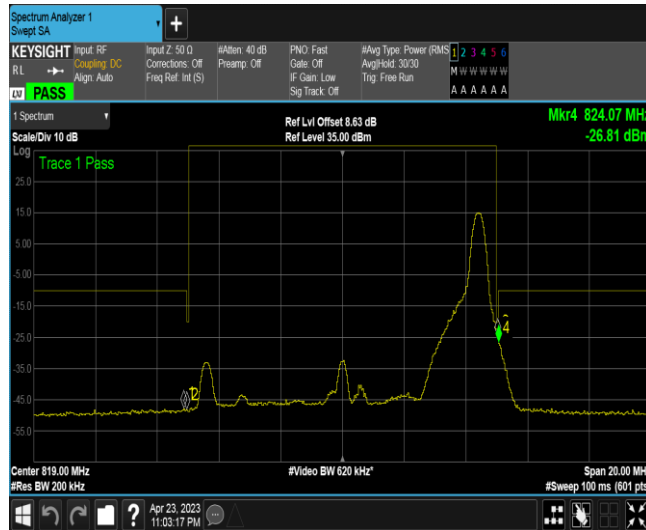 Spectrum Analyzer 1
Swept SA
KEYSIGHT
RL
LXI PASS
Input: RF
Coupling: DC
Align: Auto
Input Z: 50 Ω
Corrections: Off
Freq Ref: Int (S)
#Atten: 40 dB
Preamp: Off
PNO: Fast
Gate: Off
IF Gain: Low
Sig Track: Off
#Avg Type: Power (RMS
Avg|Hold: 30/30
Trig: Free Run
1 2 3 4 5 6
M W W W W W
A A A A A A
1 Spectrum
Scale/Div 10 dB
Ref Lvl Offset 8.63 dB
Ref Level 35.00 dBm
Mkr4 824.07 MHz
-26.81 dBm
Log
Trace 1 Pass
25.0
15.0
5.00
-5.00
-15.0
-25.0
-35.0
-45.0
-55.0
2
4
Center 819.00 MHz
#Res BW 200 kHz
#Video BW 620 kHz*
Span 20.00 MH
#Sweep 100 ms (601 pts
Apr 23, 2023
11:03:17 PM